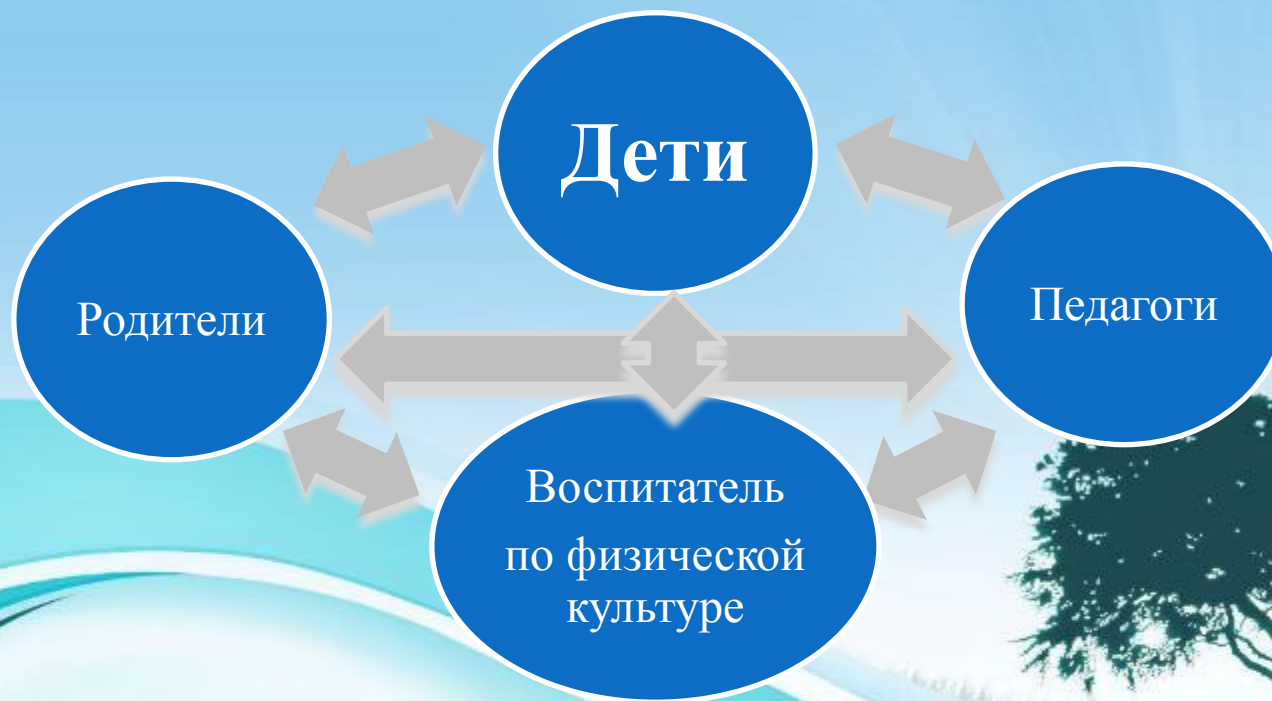 Дети
Родители
Педагоги
Воспитатель
по физической
культуре